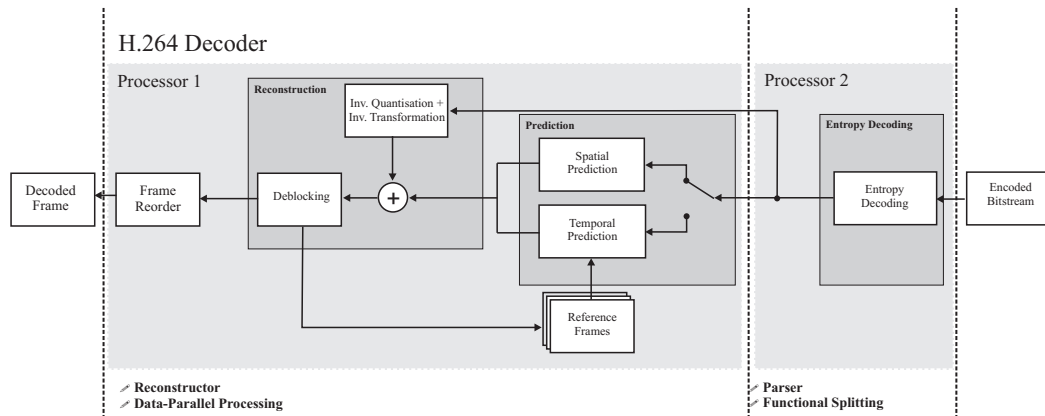 H.264 Decoder
Processor 1
Processor 2
Reconstruction
Inv. Quantisation +
Inv. Transformation
Prediction
Entropy Decoding
Spatial
Prediction
Decoded
Frame
Frame
Reorder
Deblocking
+
Entropy
Decoding
Encoded
Bitstream
Temporal
Prediction
Reference
Frames
Reconstructor
Data-Parallel Processing
Parser
Functional Splitting